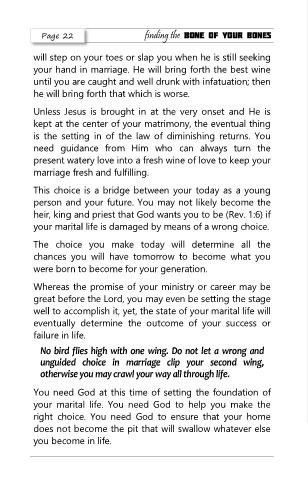 Page 22
finding the BONE OF YOUR BONES
will step on your toes or slap you when he is still seeking
your hand in marriage. He will bring forth the best wine
until you are caught and well drunk with infatuation; then
he will bring forth that which is worse.
Unless Jesus is brought in at the very onset and He is
kept at the center of your matrimony, the eventual thing
is the setting in of the law of diminishing returns. You
need guidance from Him who can always turn the
present watery love into a fresh wine of love to keep your
marriage fresh and fulfilling.
This choice is a bridge between your today as a young
person and your future. You may not likely become the
heir, king and priest that God wants you to be (Rev. 1:6) if
your marital life is damaged by means of a wrong choice.
The choice you make today will determine all the
chances you will have tomorrow to become what you
were born to become for your generation.
Whereas the promise of your ministry or career may be
great before the Lord, you may even be setting the stage
well to accomplish it, yet, the state of your marital life will
eventually determine the outcome of your success or
failure in life.
No bird flies high with one wing. Do not let a wrong and
unguided choice in marriage clip your second wing,
otherwise you may crawl your way all through life.
You need God at this time of setting the foundation of
your marital life. You need God to help you make the
right choice. You need God to ensure that your home
does not become the pit that will swallow whatever else
you become in life.